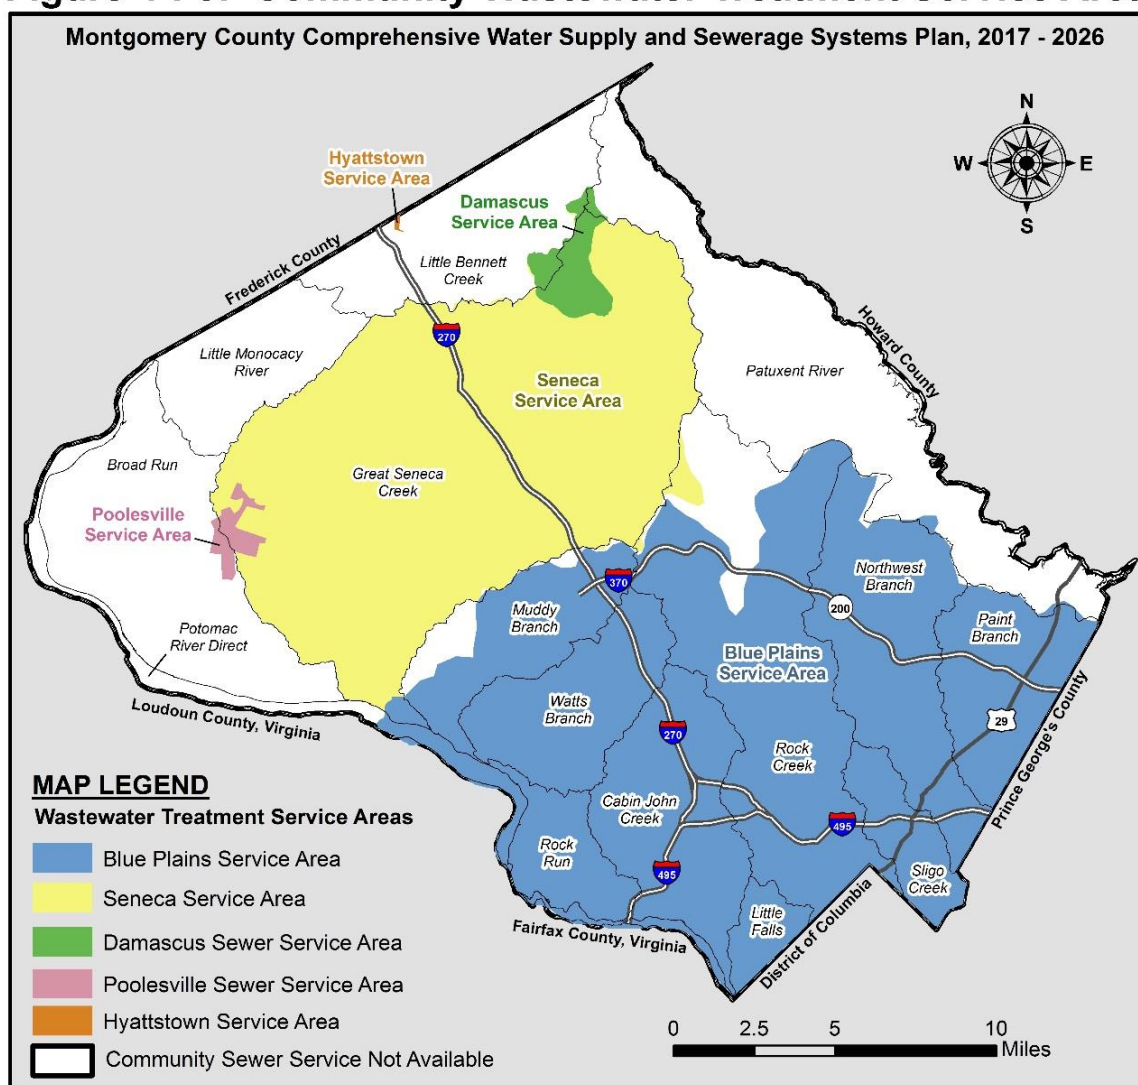 Montgomery County Comprehensive Water Supply and Sewerage Systems Plan, 2017 - 2026
N
W
E
S
Hyattstown
Service Area
Damascus
Service Area
Frederick County
Little Bennett
Creek
270
Howard County
Little Monocacy
River
Seneca
Service Area
Patuxent River
Broad Run
Great Seneca
Creek
Poolesville
Service Area
370
Northwest
Branch
Muddy
Branch
200
Paint
Branch
Potomac
River Direct
Blue Plains
Service Area
Loudoun County, Virginia
Watts
Branch
29
270
Rock
Creek
Prince George's County
Cabin John
Creek
495
Rock
Run
495
Sligo
Creek
Little
Falls
Fairfax County, Virginia
District of Columbia
MAP LEGEND
Wastewater Treatment Service Areas
Blue Plains Service Area
Seneca Service Area
Damascus Sewer Service Area
Poolesville Sewer Service Area
Hyattstown Service Area
Community Sewer Service Not Available
0 2.5 5 10
Miles